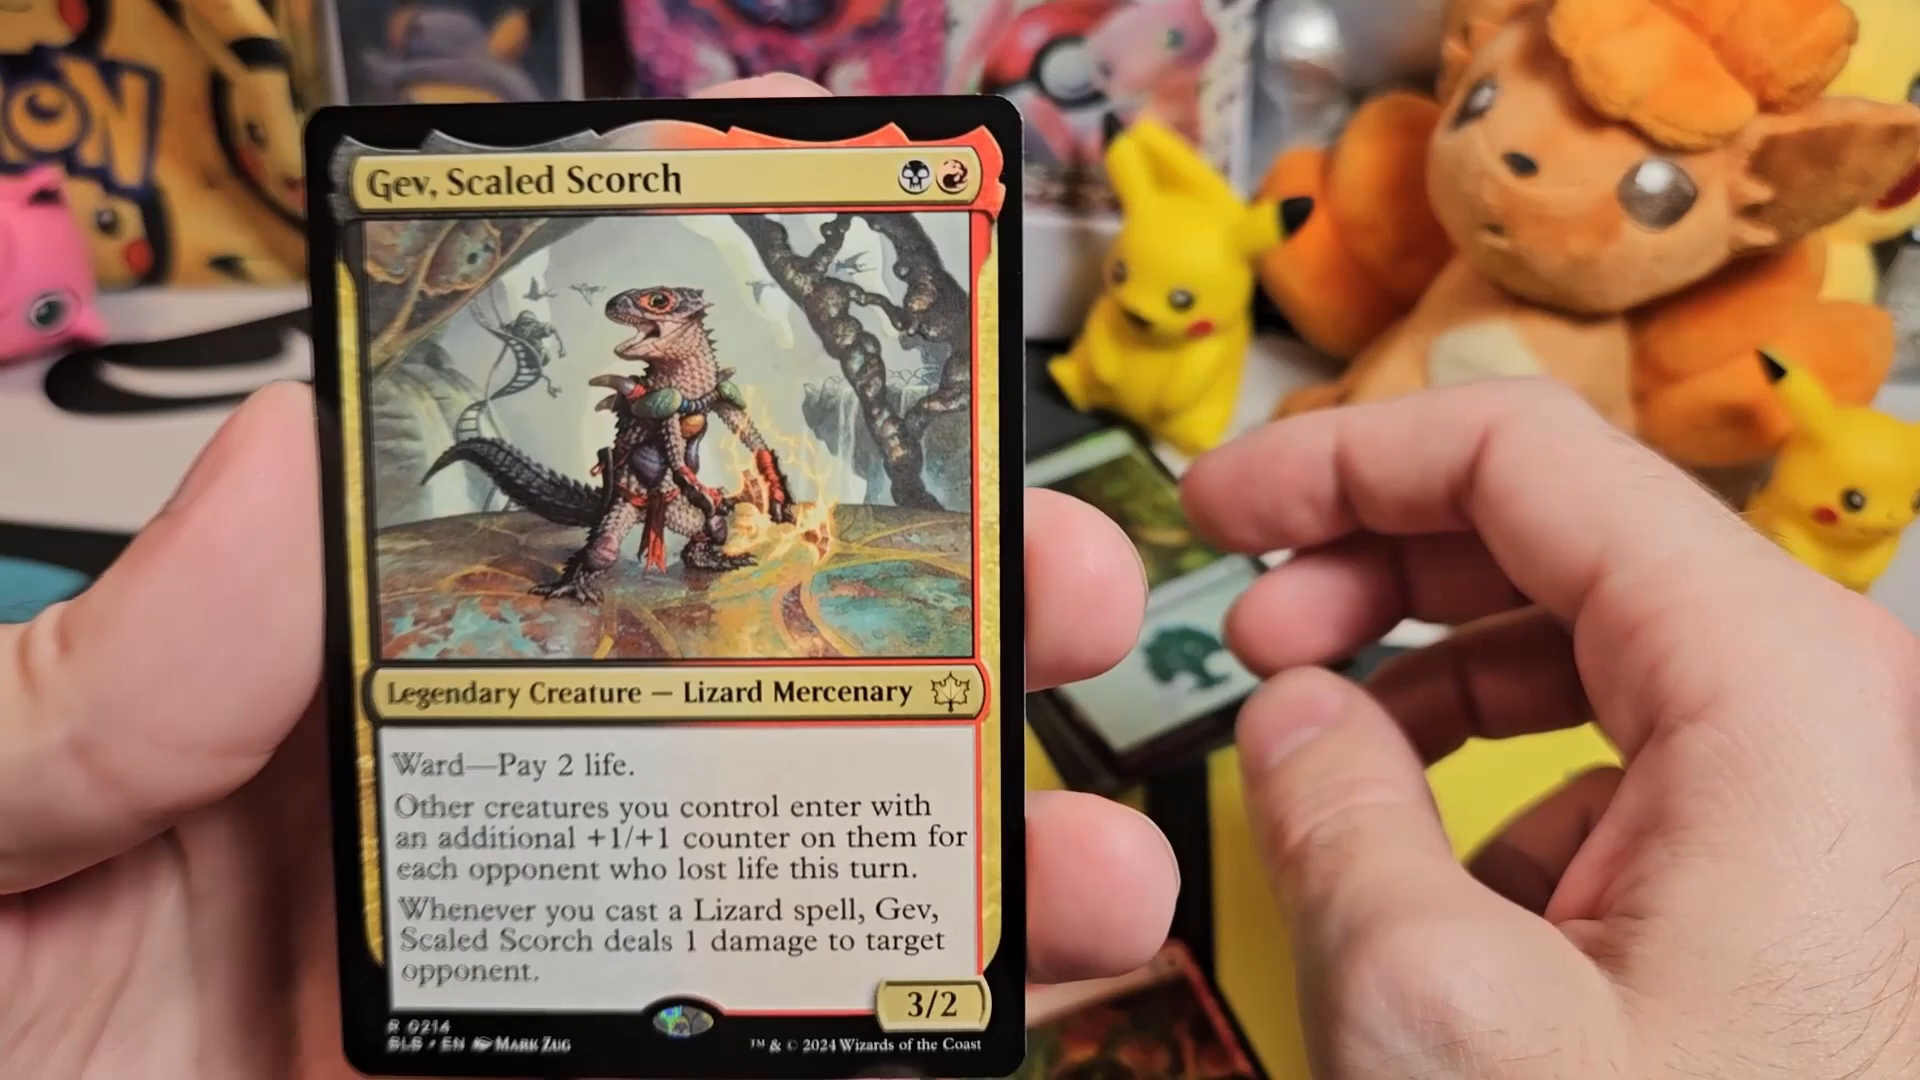 ON
Gev, Scaled Scorch
Legendary Creature — Lizard Mercenary
Ward—Pay 2 life.
Other creatures you control enter with
an additional +1/+1 counter on them for
each opponent who lost life this turn.
Whenever you cast a Lizard spell, Gev,
Scaled Scorch deals 1 damage to target
opponent.
3/2
R 0214
BLB • EN MARK ZUG
™ & © 2024 Wizards of the Coast